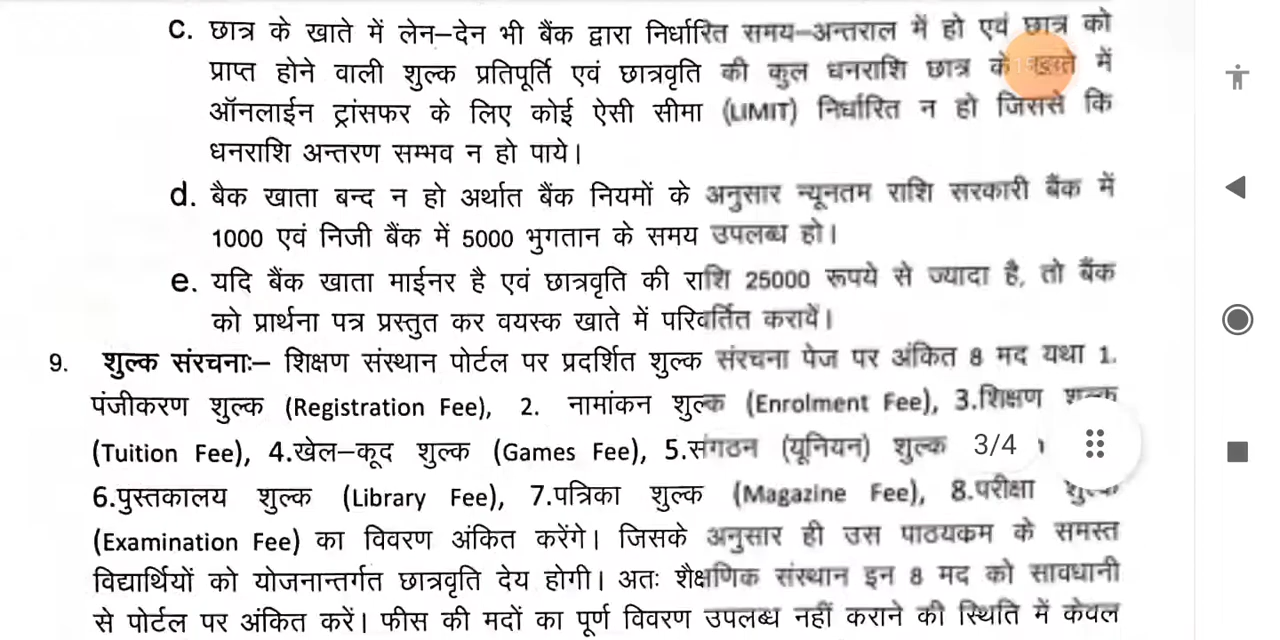 c. छात्र के खाते में लेन–देन भी बैंक द्वारा निर्धारित समय–अन्तराल में हो एवं छात्र को
प्राप्त होने वाली शुल्क प्रतिपूर्ति एवं छात्रवृति की कुल धनराशि छात्र के में
ऑनलाईन ट्रांसफर के लिए कोई ऐसी सीमा (LIMIT) निर्धारित न हो जिससे कि
धनराशि अन्तरण सम्भव न हो पाये।
d. बैक खाता बन्द न हो अर्थात बैंक नियमों के अनुसार न्यूनतम राशि सरकारी बैंक में
1000 एवं निजी बैंक में 5000 भुगतान के समय उपलब्ध हो।
e. यदि बैंक खाता माईनर है एवं छात्रवृति की राशि 25000 रूपये से ज्यादा है, तो बैंक
को प्रार्थना पत्र प्रस्तुत कर वयस्क खाते में परिवर्तित करायें।
9. शुल्क संरचनाः– शिक्षण संस्थान पोर्टल पर प्रदर्शित शुल्क संरचना पेज पर अंकित 8 मद यथा 1.
पंजीकरण शुल्क (Registration Fee), 2. नामांकन शुल्क (Enrolment Fee), 3.शिक्षण शुल्क
(Tuition Fee), 4.खेल–कूद शुल्क (Games Fee), 5.संगठन (यूनियन) शुल्क 3/4
6.पुस्तकालय शुल्क (Library Fee), 7.पत्रिका शुल्क (Magazine Fee), 8.परीक्षा शुल्क
(Examination Fee) का विवरण अंकित करेंगे। जिसके अनुसार ही उस पाठयकम के समस्त
विद्यार्थियों को योजनान्तर्गत छात्रवृति देय होगी। अतः शैक्षणिक संस्थान इन 8 मद को सावधानी
से पोर्टल पर अंकित करें। फीस की मदों का पूर्ण विवरण उपलब्ध नहीं कराने की स्थिति में केवल